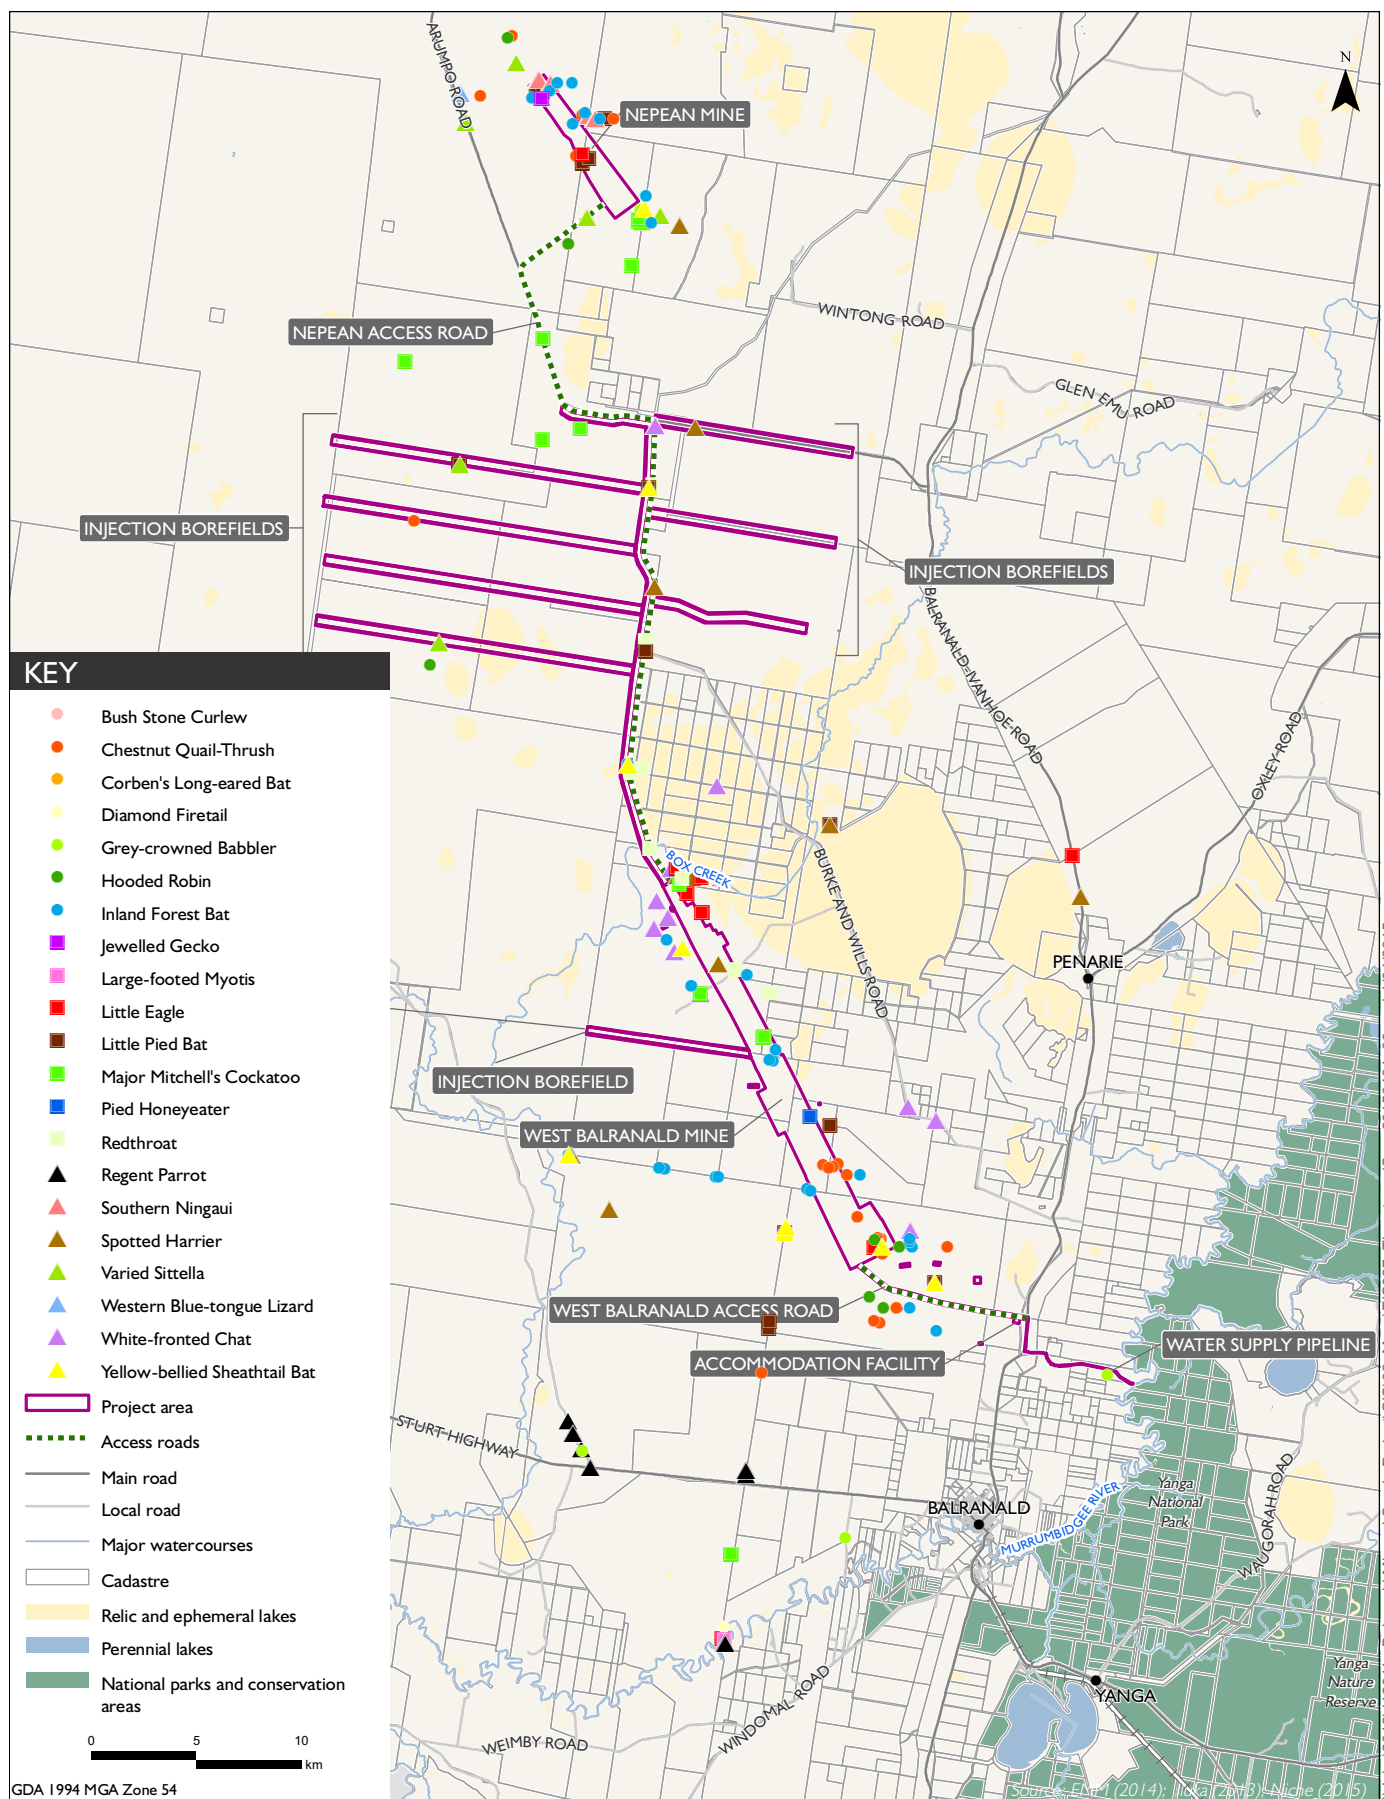 N
ARUMPO ROAD
NEPEAN MINE
WINTONG ROAD
NEPEAN ACCESS ROAD
GLEN EMU ROAD
INJECTION BOREFIELDS
INJECTION BOREFIELDS
BALRANALD-IVANHOE ROAD
OXLEY ROAD
BOX CREEK
BURKE AND WILLS ROAD
PENARIE
INJECTION BOREFIELD
WEST BALRANALD MINE
WEST BALRANALD ACCESS ROAD
WATER SUPPLY PIPELINE
ACCOMMODATION FACILITY
STURT HIGHWAY
BALRANALD
MURRUMBIDGEE RIVER
Yanga
National
Park
WAUGORAH ROAD
Yanga
Nature
Reserve
YANGA
WINDOMAL ROAD
WEIMBY ROAD
KEY
Bush Stone Curlew
Chestnut Quail-Thrush
Corben's Long-eared Bat
Diamond Firetail
Grey-crowned Babbler
Hooded Robin
Inland Forest Bat
Jewelled Gecko
Large-footed Myotis
Little Eagle
Little Pied Bat
Major Mitchell's Cockatoo
Pied Honeyeater
Redthroat
Regent Parrot
Southern Ningaui
Spotted Harrier
Varied Sittella
Western Blue-tongue Lizard
White-fronted Chat
Yellow-bellied Sheathtail Bat
Project area
Access roads
Main road
Local road
Major watercourses
Cadastre
Relic and ephemeral lakes
Perennial lakes
National parks and conservation
areas
0 5 10
km
GDA 1994 MGA Zone 54
Source: EMM (2014); Iluka (2013); Niche (2015)